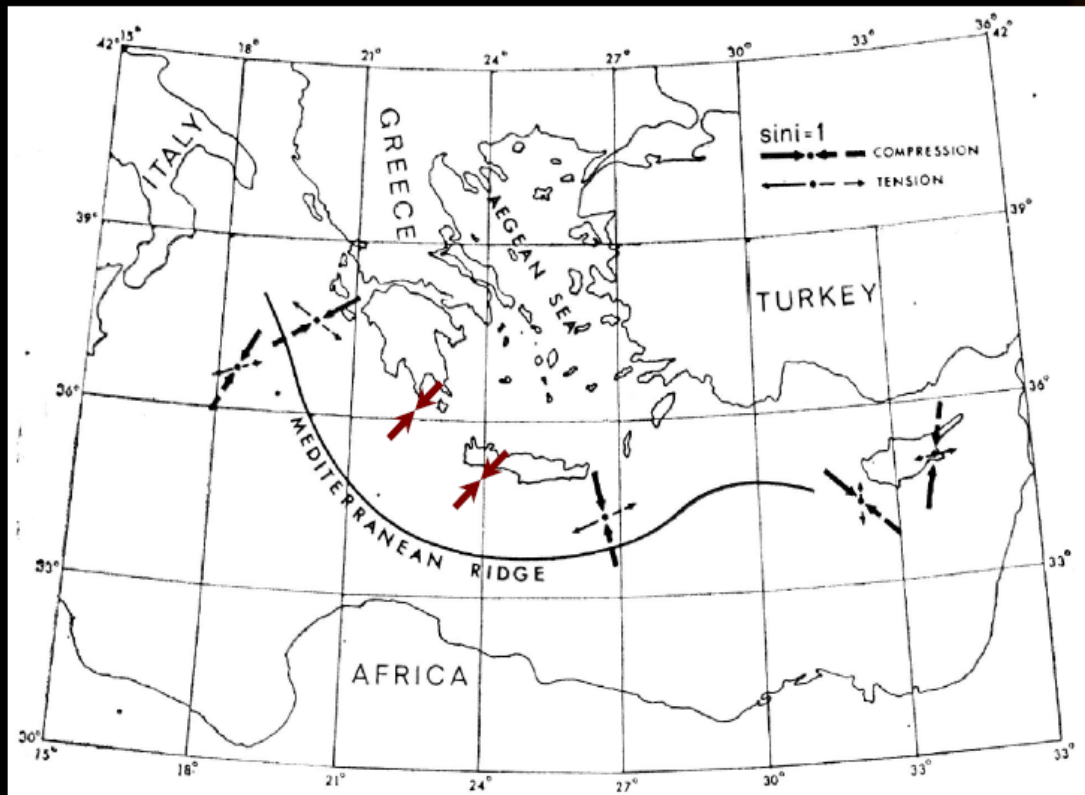 42° 15° 18° 21° 24° 27° 30° 33° 36° 42°
ITALY
GREECE
AEGEAN SEA
sini=1
COMPRESSION
TENSION
39° 39°
TURKEY
36° 36°
MEDITERRANEAN RIDGE
33° 33°
AFRICA
30°
15° 18° 21° 24° 27° 30° 33° 33°